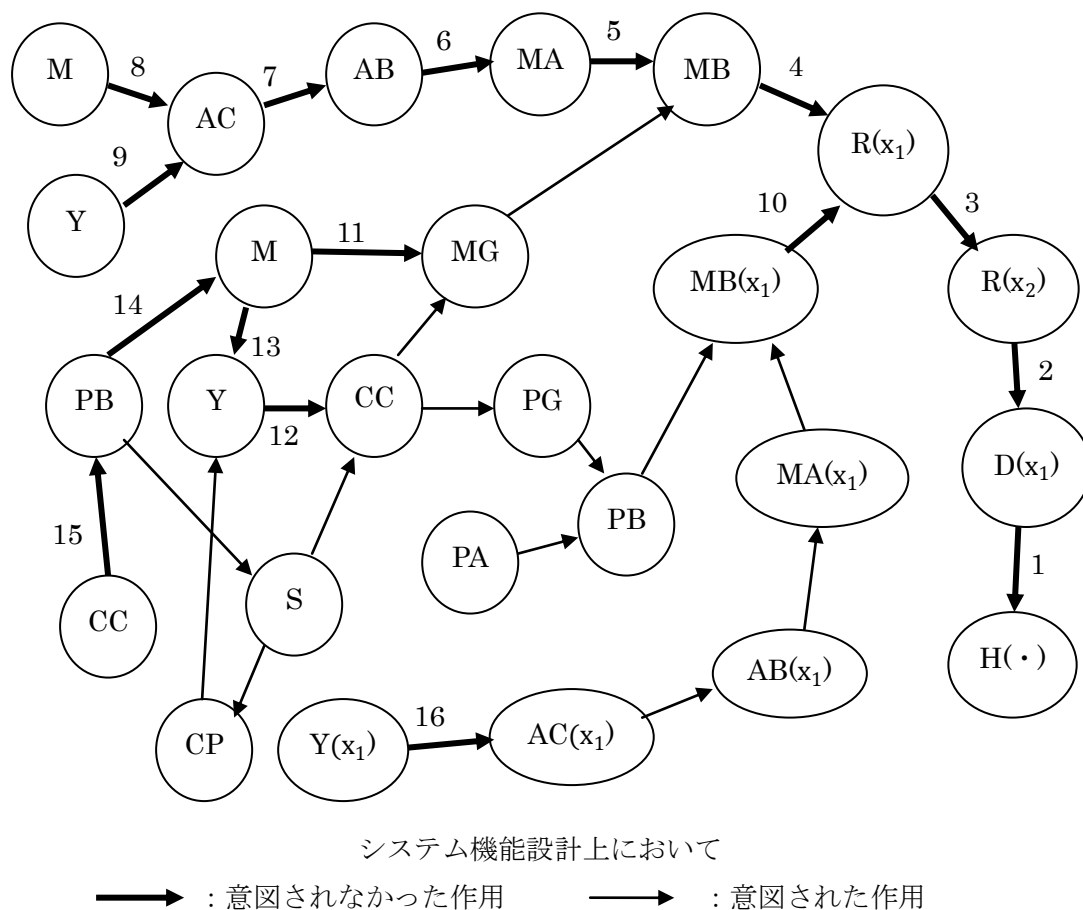 M
8
AC
7
AB
6
MA
5
MB
4
R(x₁)
9
Y
3
M
11
MG
10
MB(x₁)
R(x₂)
14
13
2
PB
Y
12
CC
PG
MA(x₁)
D(x₁)
PB
15
PA
1
CC
S
AB(x₁)
H(・)
CP
Y(x₁)
16
AC(x₁)
システム機能設計上において
：意図されなかった作用 ：意図された作用